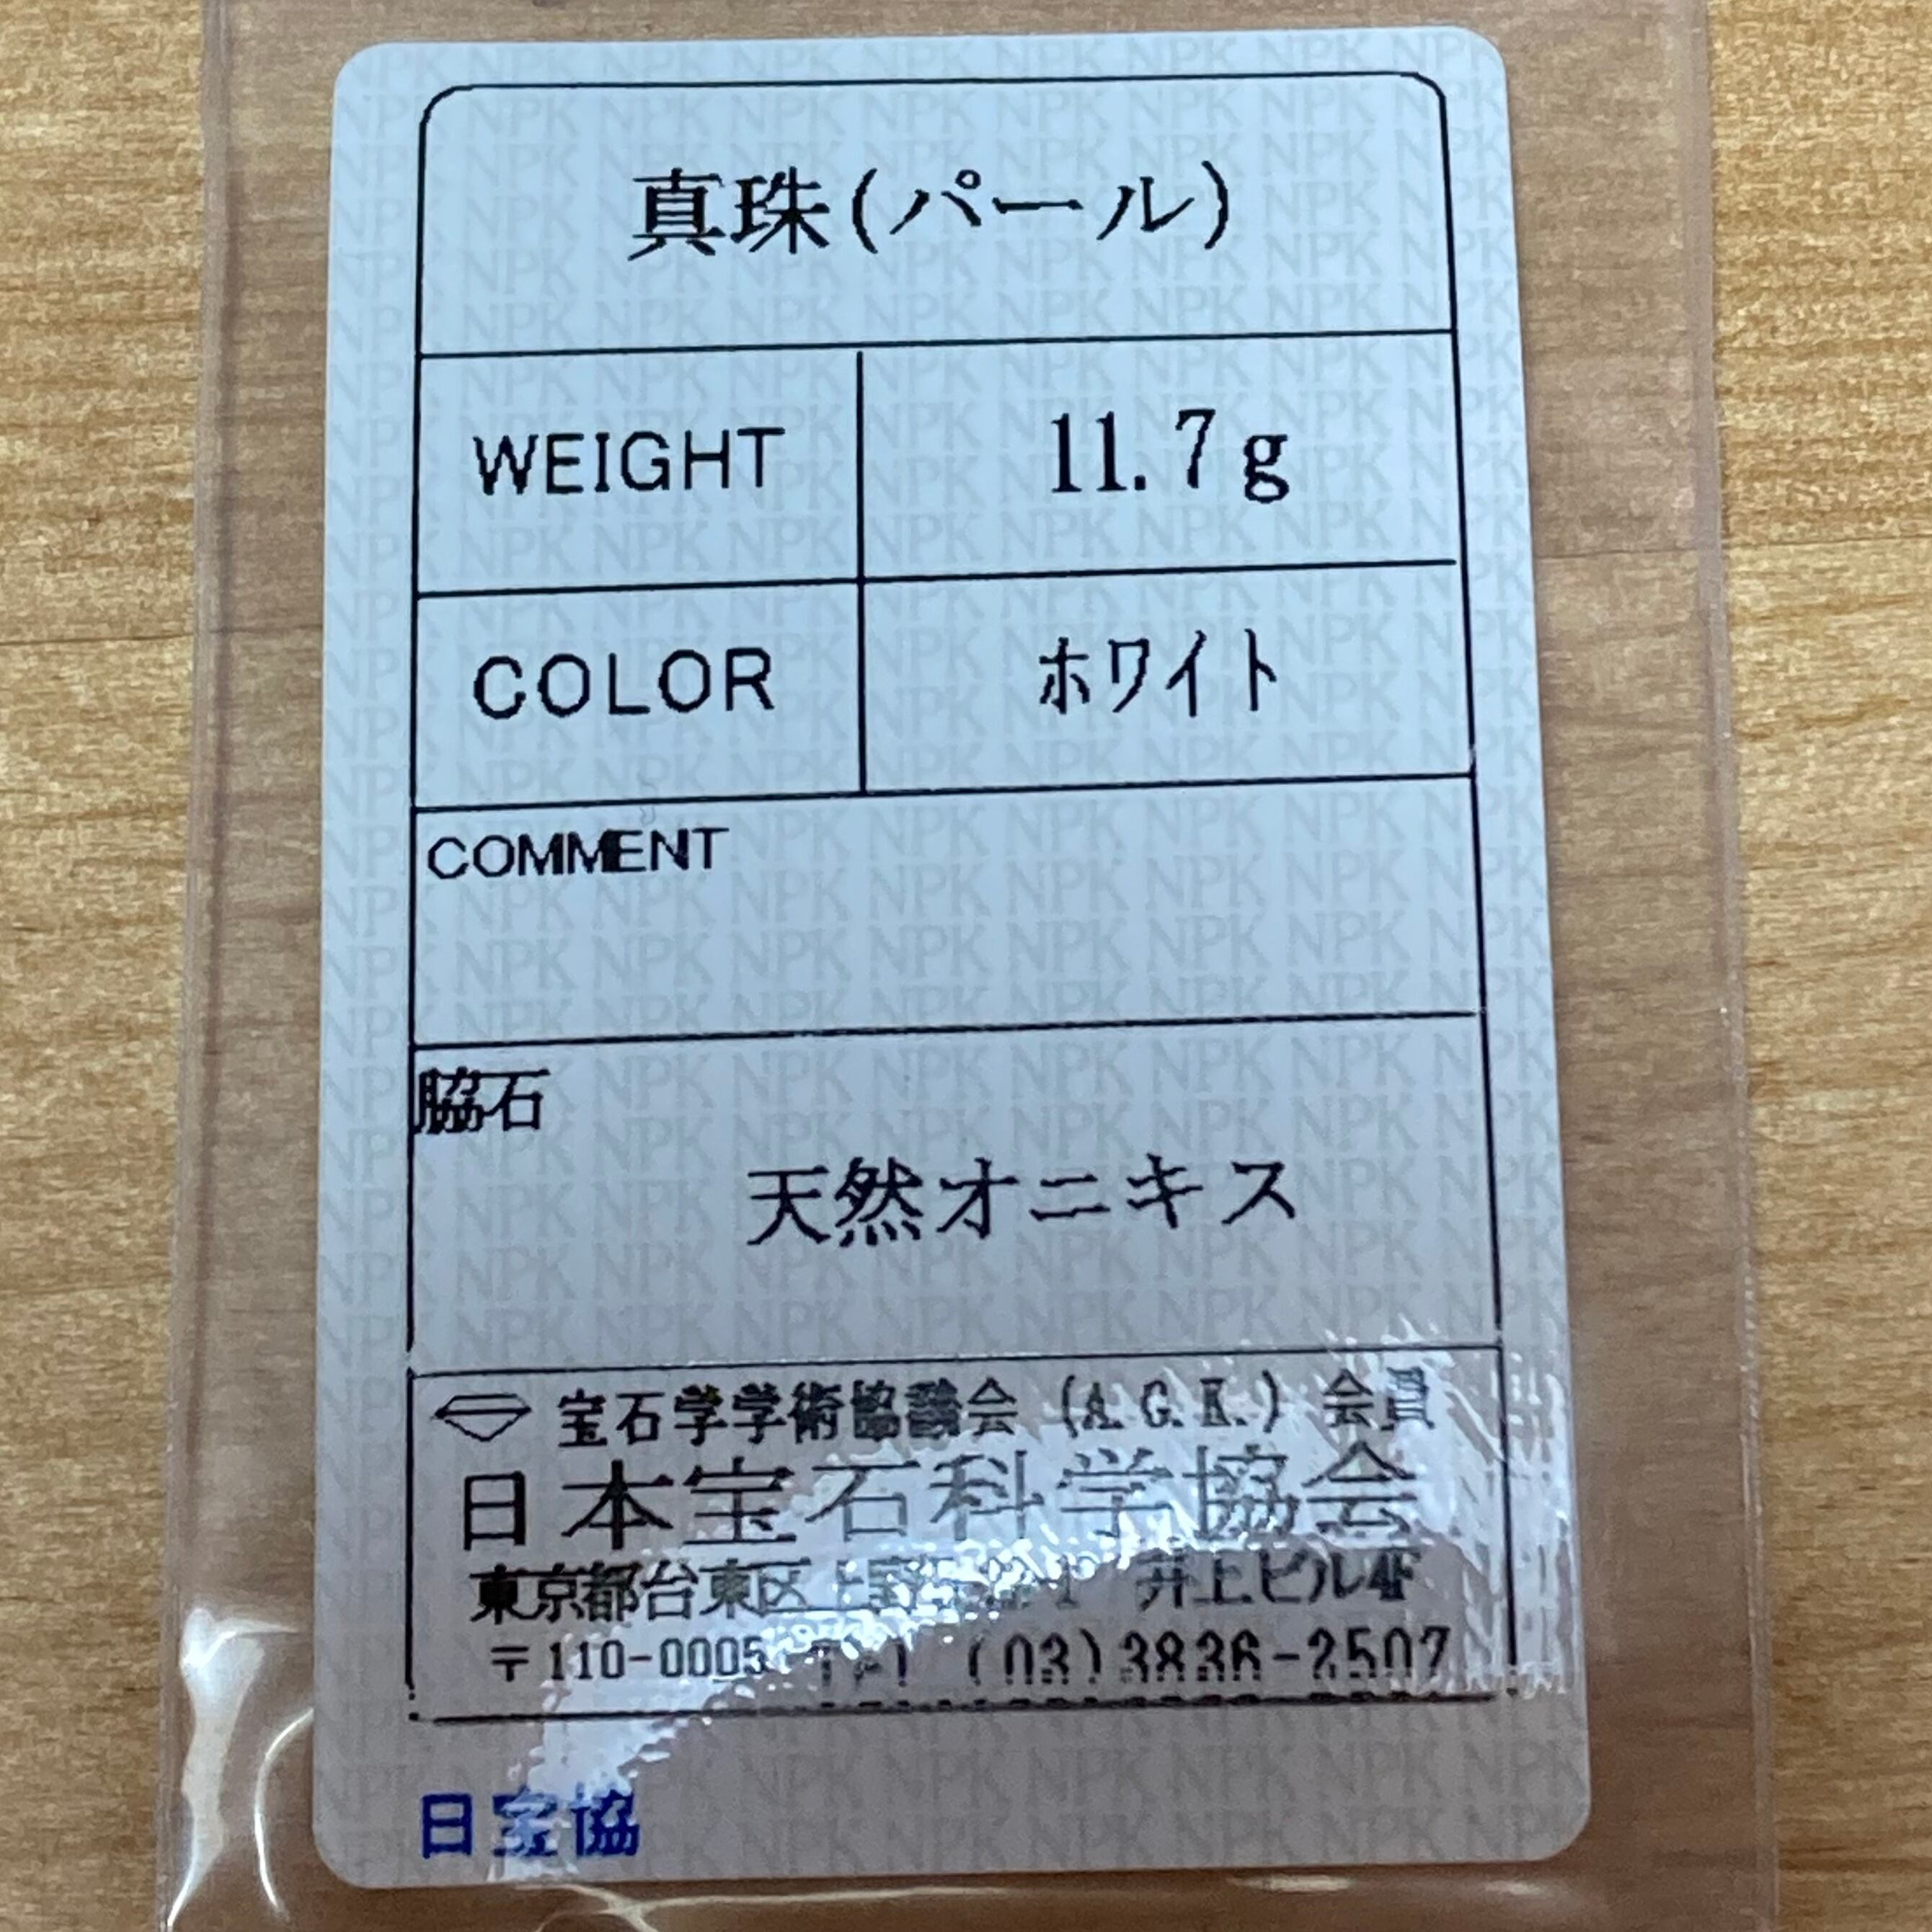 真珠(パール)
WEIGHT 11.7g
COLOR ホワイト
COMMENT
脇石
天然オニキス
宝石学学術協議会 (A.G.K.) 会員
日本宝石科学協会
東京都台東区上野 井上ビル4F
〒110-0005 TEL (03)3836-2507
日宝協